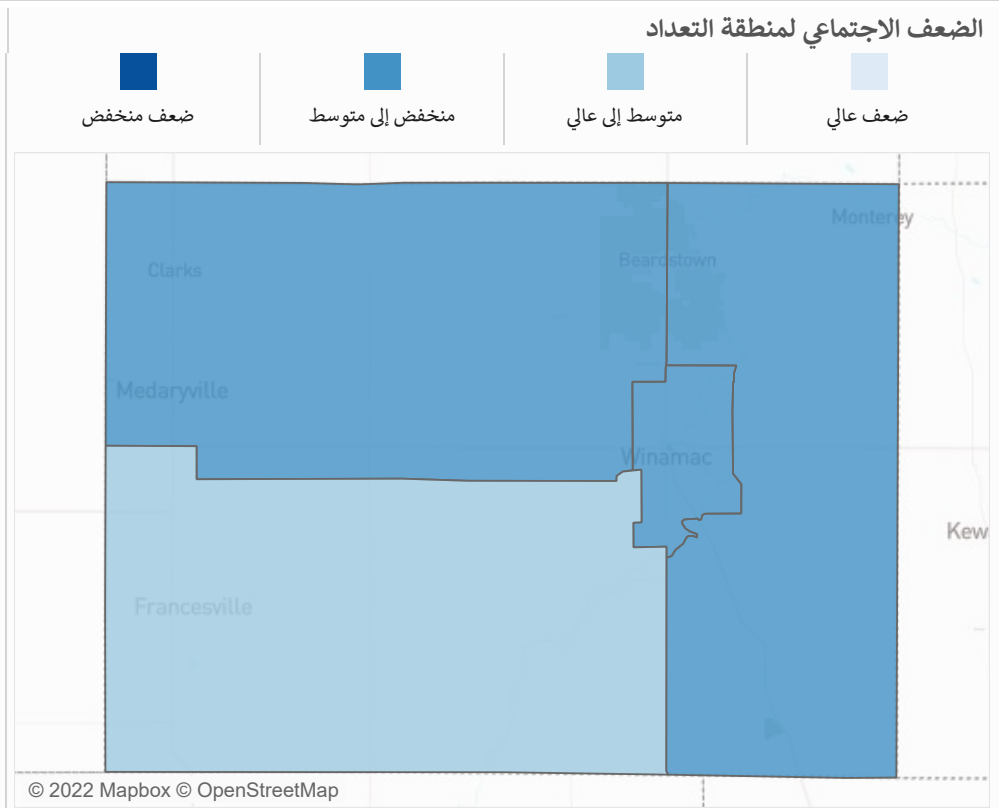 الضعف الاجتماعي لمنطقة التعداد
ضعف عالي
متوسط إلى عالي
منخفض إلى متوسط
ضعف منخفض
Monterey
Beardstown
Clarks
Medaryville
Winamac
Kew
Francesville
© 2022 Mapbox © OpenStreetMap